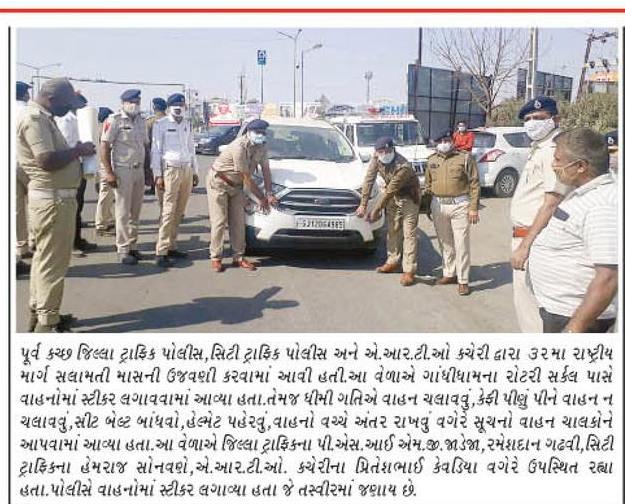 GJ12DG4985
પૂર્વ કચ્છ જિલ્લા ટ્રાફિક પોલીસ,સિટી ટ્રાફિક પોલીસ અને એ.આર.ટી.ઓ કચેરી દ્વારા ૩૨મા રાષ્ટ્રીય
માર્ગ સલામતી માસની ઉજવણી કરવામાં આવી હતી.આ વેળાએ ગાંધીધામના રોટરી સર્કલ પાસે
વાહનોમાં સ્ટીકર લગાવવામાં આવ્યા હતા.તેમજ ધીમી ગતિએ વાહન ચલાવવુ,કેફી પીણું પીને વાહન ન
ચલાવવું,સીટ બેલ્ટ બાંધવો,હેલ્મેટ પહેરવુ,વાહનો વચ્ચે અંતર રાખવું વગેરે સૂચનો વાહન ચાલકોને
આપવામાં આવ્યા હતા.આ વેળાએ જિલ્લા ટ્રાફિકના પી.એસ.આઈ એમ.જી.જાડેજા,રમેશદાન ગઢવી,સિટી
ટ્રાફિકના હેમરાજ સોનવણે,એ.આર.ટી.ઓ. કચેરીના પ્રિતેશભાઈ કેવડિયા વગેરે ઉપસ્થિત રહ્યા
હતા.પોલીસે વાહનોમાં સ્ટીકર લગાવ્યા હતા જે તસ્વીરમાં જણાય છે.